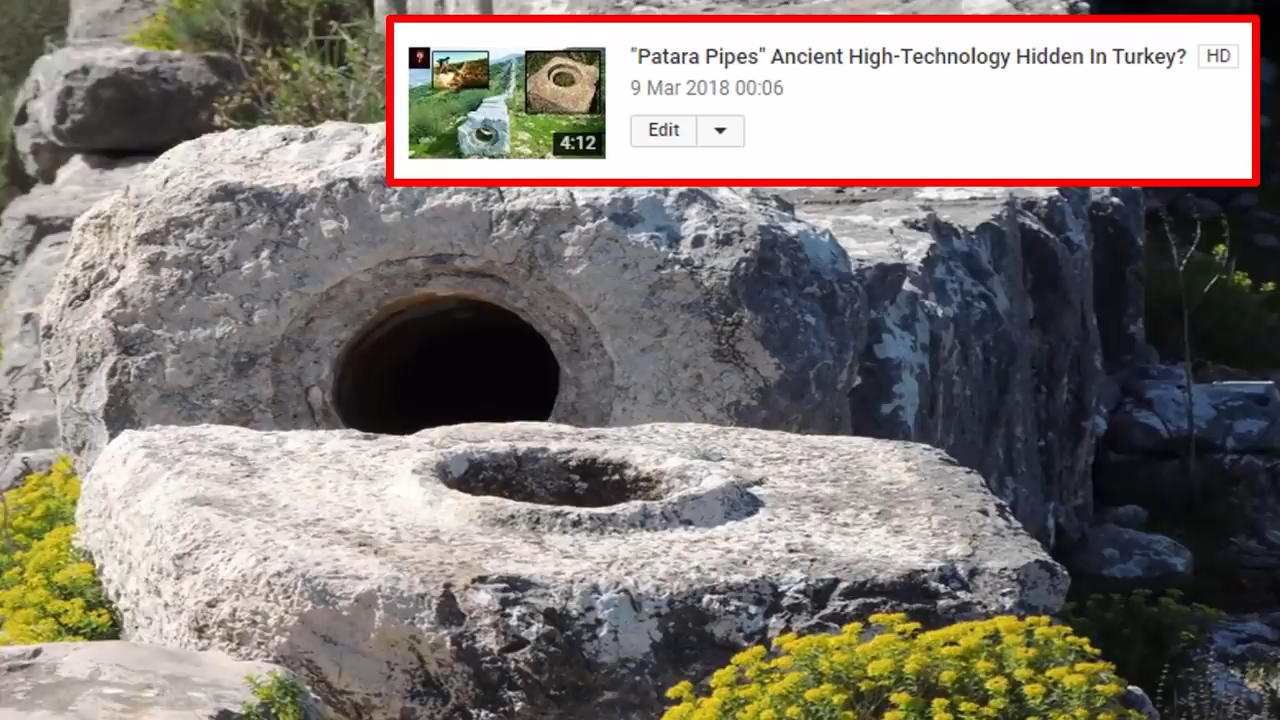 "Patara Pipes" Ancient High-Technology Hidden In Turkey? HD
9 Mar 2018 00:06
Edit
4:12